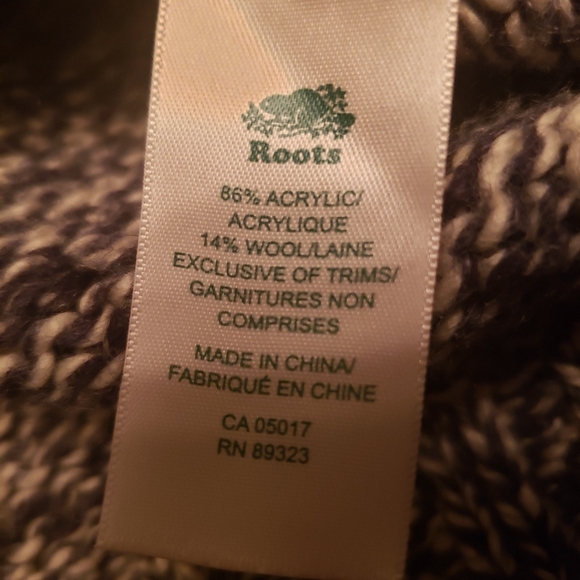 Roots
86% ACRYLIC/
ACRYLIQUE
14% WOOL/LAINE
EXCLUSIVE OF TRIMS/
GARNITURES NON
COMPRISES
MADE IN CHINA/
FABRIQUÉ EN CHINE
CA 05017
RN 89323